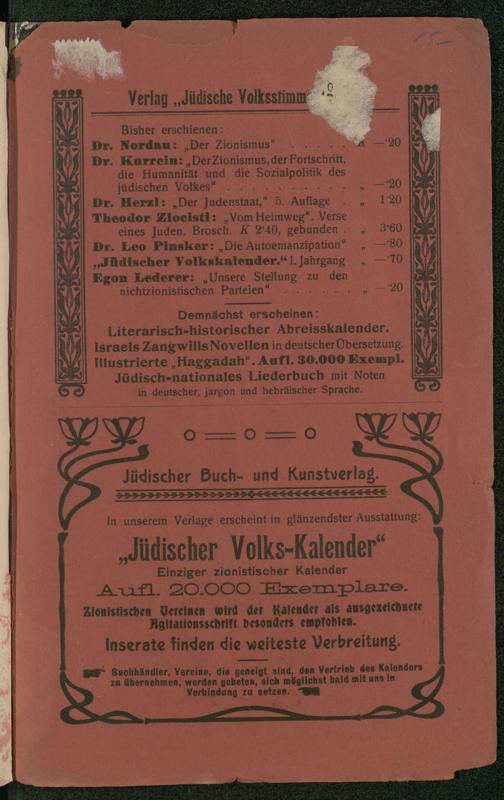 15.—
Verlag „Jüdische Volksstimm
Bisher erschienen:
Dr. Nordau: „Der Zionismus“ . . . . . K —·20
Dr. Kurrein: „Der Zionismus, der Fortschritt,
die Humanität und die Sozialpolitik des
jüdischen Volkes“ . . . . . . . . . . „ —·20
Dr. Herzl: „Der Judenstaat,“ 5. Auflage . „ 1·20
Theodor Zlocisti: „Vom Heimweg“. Verse
eines Juden. Brosch. K 2·40, gebunden . „ 3·60
Dr. Leo Pinsker: „Die Autoemanzipation“ „ —·80
„Jüdischer Volkskalender.“ I. Jahrgang „ —·70
Egon Lederer: „Unsere Stellung zu den
nichtzionistischen Parteien“ . . . . . . . „ —·20
Demnächst erscheinen:
Literarisch-historischer Abreisskalender.
Israels Zangwills Novellen in deutscher Übersetzung.
Illustrierte „Haggadah“. Aufl. 30.000 Exempl.
Jüdisch-nationales Liederbuch mit Noten
in deutscher, jargon und hebräischer Sprache.
Jüdischer Buch- und Kunstverlag.
In unserem Verlage erscheint in glänzendster Ausstattung:
„Jüdischer Volks-Kalender“
Einziger zionistischer Kalender
Aufl. 20.000 Exemplare.
Zionistischen Vereinen wird der Kalender als ausgezeichnete
Agitationsschrift besonders empfohlen.
Inserate finden die weiteste Verbreitung.
Buchhändler, Vereine, die geneigt sind, den Vertrieb des Kalenders
zu übernehmen, werden gebeten, sich möglichst bald mit uns in
Verbindung zu setzen.